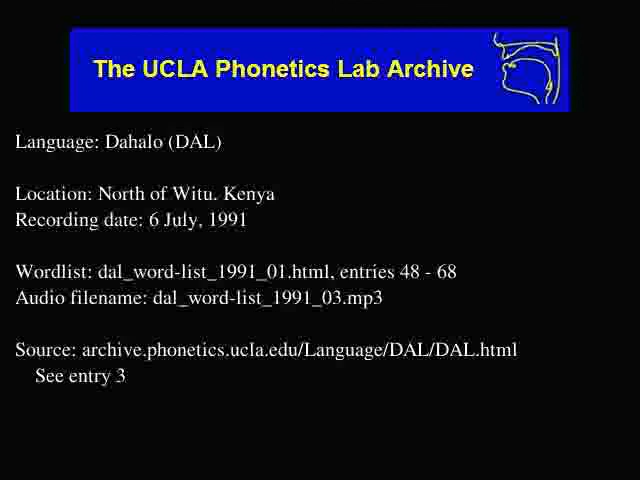 The UCLA Phonetics Lab Archive
Language: Dahalo (DAL)
Location: North of Witu. Kenya
Recording date: 6 July, 1991
Wordlist: dal_word-list_1991_01.html, entries 48 - 68
Audio filename: dal_word-list_1991_03.mp3
Source: archive.phonetics.ucla.edu/Language/DAL/DAL.html
See entry 3